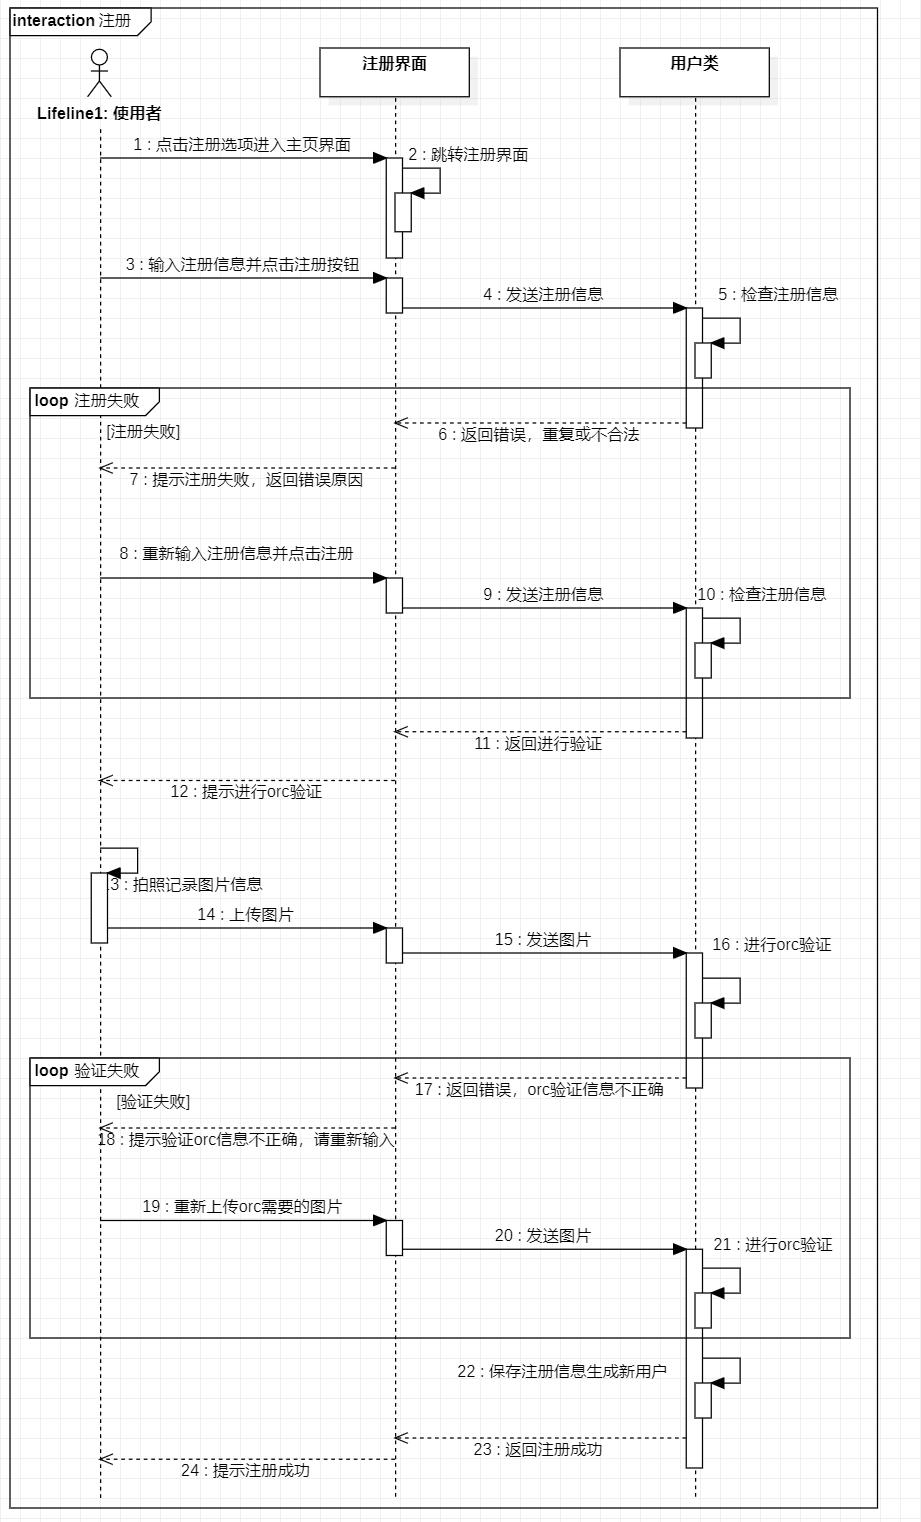 interaction 注册
Lifeline1: 使用者
注册界面
用户类
1 : 点击注册选项进入主页界面
2 : 跳转注册界面
3 : 输入注册信息并点击注册按钮
4 : 发送注册信息
5 : 检查注册信息
loop 注册失败
[注册失败]
6 : 返回错误，重复或不合法
7 : 提示注册失败，返回错误原因
8 : 重新输入注册信息并点击注册
9 : 发送注册信息
10 : 检查注册信息
11 : 返回进行验证
12 : 提示进行orc验证
13 : 拍照记录图片信息
14 : 上传图片
15 : 发送图片
16 : 进行orc验证
loop 验证失败
[验证失败]
17 : 返回错误，orc验证信息不正确
18 : 提示验证orc信息不正确，请重新输入
19 : 重新上传orc需要的图片
20 : 发送图片
21 : 进行orc验证
22 : 保存注册信息生成新用户
23 : 返回注册成功
24 : 提示注册成功